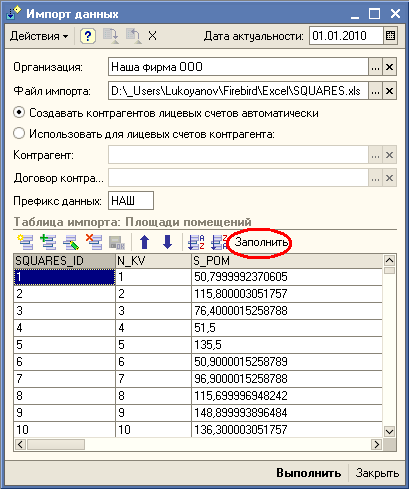 Импорт данных
Действия ? Дата актуальности: 01.01.2010
Организация: Наша Фирма ООО ... ×
Файл импорта: D:\_Users\Lukoyanov\Firebird\Excel\SQUARES.xls ... ×
Создавать контрагентов лицевых счетов автоматически
Использовать для лицевых счетов контрагента:
Контрагент: ... ×
Договор контра... ... ×
Префикс данных: НАШ
Таблица импорта: Площади помещений
Заполнить
SQUARES_ID N_KV S_POM
1 1 50,7999992370605
2 2 115,800003051757
3 3 76,4000015258788
4 4 51,5
5 5 135,5
6 6 50,9000015258789
7 7 96,9000015258788
8 8 115,699996948242
9 9 148,899993896484
10 10 136,300003051757
Выполнить Закрыть